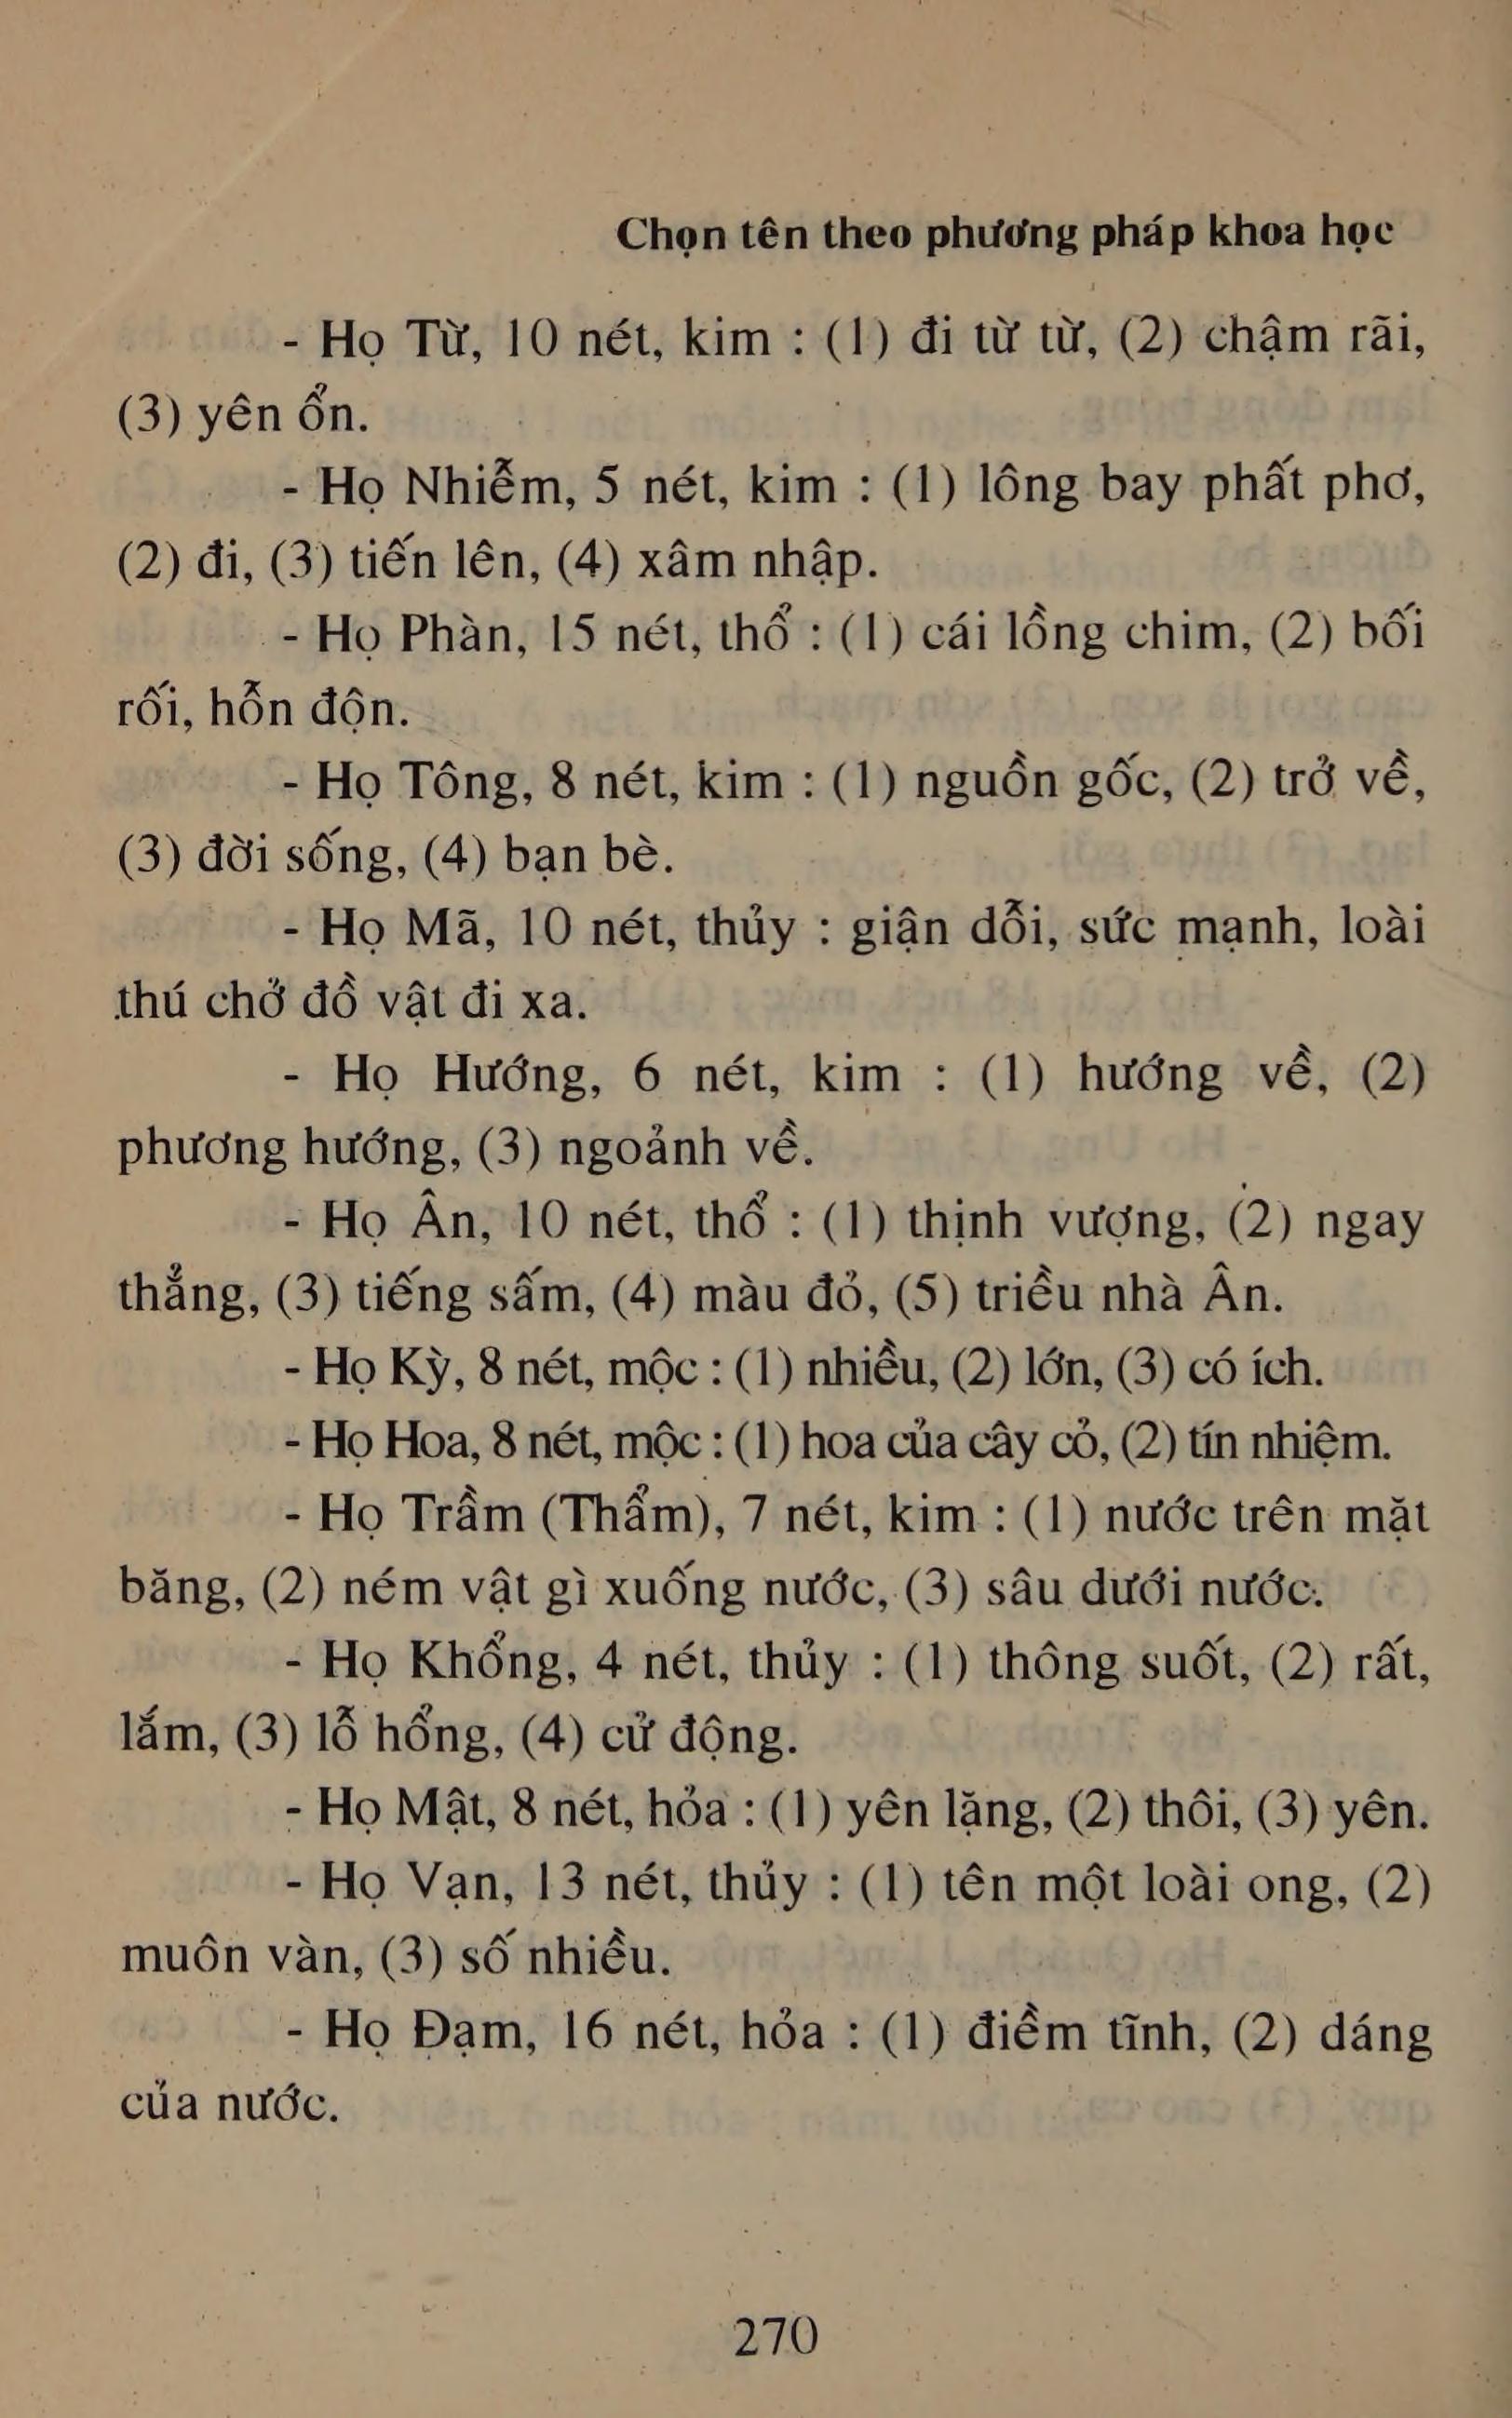 Chọn tên theo phương pháp khoa học
- Họ Từ, 10 nét, kim : (1) đi từ từ, (2) chậm rãi,
(3) yên ổn.
- Họ Nhiễm, 5 nét, kim : (1) lông bay phất phơ,
(2) đi, (3) tiến lên, (4) xâm nhập.
- Họ Phàn, 15 nét, thổ : (1) cái lồng chim, (2) bối
rối, hỗn độn.
- Họ Tông, 8 nét, kim : (1) nguồn gốc, (2) trở về,
(3) đời sống, (4) bạn bè.
- Họ Mã, 10 nét, thủy : giận dỗi, sức mạnh, loài
thú chở đồ vật đi xa.
- Họ Hướng, 6 nét, kim : (1) hướng về, (2)
phương hướng, (3) ngoảnh về.
- Họ Ân, 10 nét, thổ : (1) thịnh vượng, (2) ngay
thẳng, (3) tiếng sấm, (4) màu đỏ, (5) triều nhà Ân.
- Họ Kỳ, 8 nét, mộc : (1) nhiều, (2) lớn, (3) có ích.
- Họ Hoa, 8 nét, mộc : (1) hoa của cây cỏ, (2) tín nhiệm.
- Họ Trầm (Thẩm), 7 nét, kim : (1) nước trên mặt
băng, (2) ném vật gì xuống nước, (3) sâu dưới nước.
- Họ Khổng, 4 nét, thủy : (1) thông suốt, (2) rất,
lắm, (3) lỗ hổng, (4) cử động.
- Họ Mật, 8 nét, hỏa : (1) yên lặng, (2) thôi, (3) yên.
- Họ Vạn, 13 nét, thủy : (1) tên một loài ong, (2)
muôn vàn, (3) số nhiều.
- Họ Đạm, 16 nét, hỏa : (1) điềm tĩnh, (2) dáng
của nước.
270